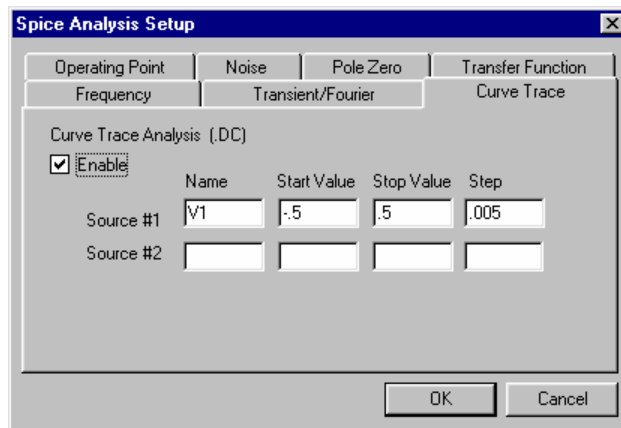 Spice Analysis Setup
Operating Point Noise Pole Zero Transfer Function
Frequency Transient/Fourier Curve Trace
Curve Trace Analysis (.DC)
Enable
Name Start Value Stop Value Step
Source #1 V1 -.5 .5 .005
Source #2
OK Cancel